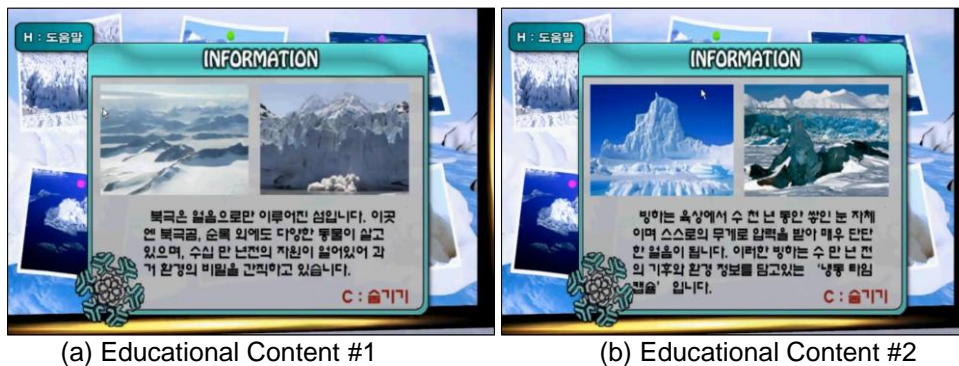 H : 도움말
INFORMATION
북극은 얼음으로만 이루어진 섬입니다. 이곳
엔 북극곰, 순록 외에도 다양한 동물이 살고
있으며, 수십 만 년전의 자원이 얼어있어 과
거 환경의 비밀을 간직하고 있습니다.
C : 숨기기
H : 도움말
INFORMATION
빙하는 육상에서 수 천 년 동안 쌓인 눈 자체
이며 스스로의 무게로 압력을 받아 매우 단단
한 얼음이 됩니다. 이러한 빙하는 수 만 년 전
의 기후와 환경 정보를 담고있는 '냉동 타임
캡슐' 입니다.
C : 숨기기
(a) Educational Content #1
(b) Educational Content #2